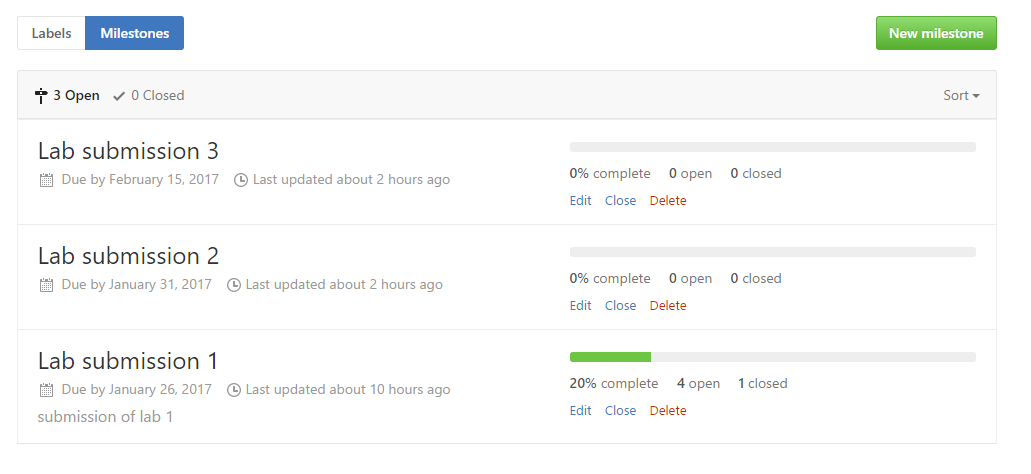 Labels Milestones New milestone
3 Open 0 Closed Sort
Lab submission 3
Due by February 15, 2017 Last updated about 2 hours ago
0% complete 0 open 0 closed
Edit Close Delete
Lab submission 2
Due by January 31, 2017 Last updated about 2 hours ago
0% complete 0 open 0 closed
Edit Close Delete
Lab submission 1
Due by January 26, 2017 Last updated about 10 hours ago
submission of lab 1
20% complete 4 open 1 closed
Edit Close Delete